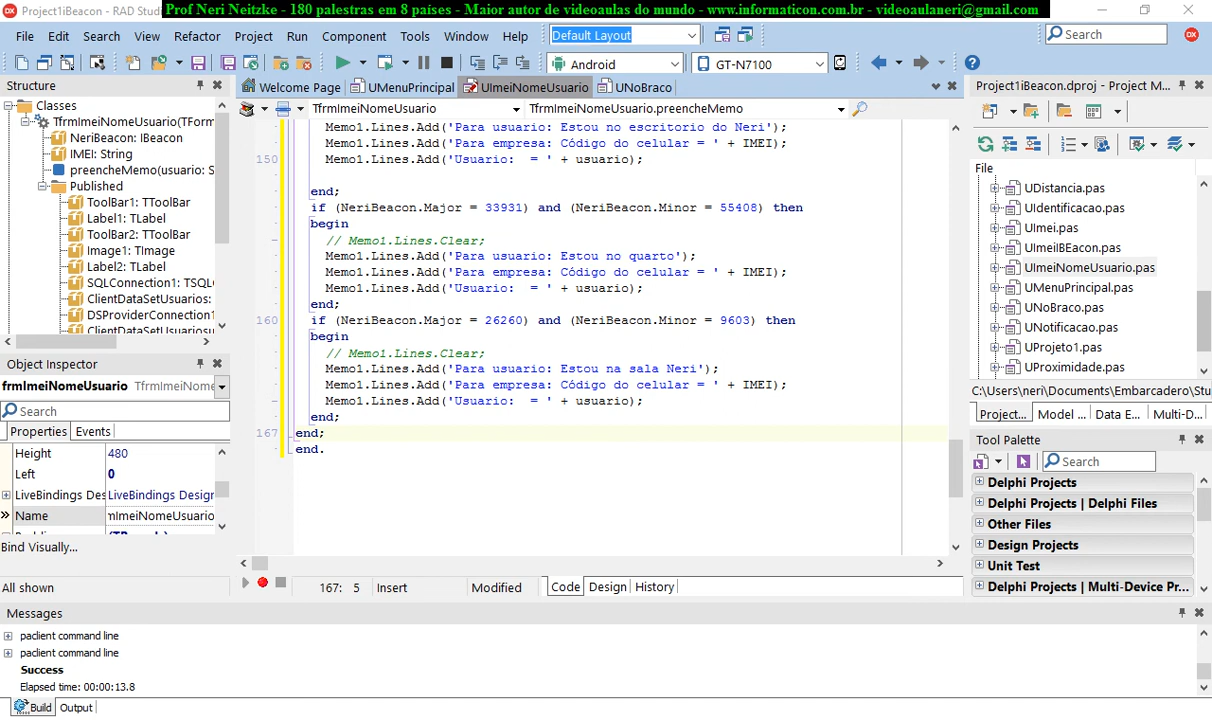 Project1iBeacon - RAD Stud
Prof Neri Neitzke - 180 palestras em 8 países - Maior autor de videoaulas do mundo - www.informaticon.com.br - videoaulaneri@gmail.com
File Edit Search View Refactor Project Run Component Tools Window Help
Default Layout
Search
DX
Android
GT-N7100
Structure
Welcome Page
UMenuPrincipal
UImeiNomeUsuario
UNoBraco
Project1iBeacon.dproj - Project M...
TfrmImeiNomeUsuario
TfrmImeiNomeUsuario.preencheMemo
Classes
TfrmImeiNomeUsuario(TForm
NeriBeacon: IBeacon
IMEI: String
preencheMemo(usuario: S
Published
ToolBar1: TToolBar
Label1: TLabel
ToolBar2: TToolBar
Image1: TImage
Label2: TLabel
SQLConnection1: TSQL
ClientDataSetUsuarios:
DSProviderConnection1
ClientDataSetUsuariosu
Memo1.Lines.Add('Para usuario: Estou no escritorio do Neri');
Memo1.Lines.Add('Para empresa: Código do celular = ' + IMEI);
150 Memo1.Lines.Add('Usuario:  = ' + usuario);
end;
if (NeriBeacon.Major = 33931) and (NeriBeacon.Minor = 55408) then
begin
// Memo1.Lines.Clear;
Memo1.Lines.Add('Para usuario: Estou no quarto');
Memo1.Lines.Add('Para empresa: Código do celular = ' + IMEI);
Memo1.Lines.Add('Usuario:  = ' + usuario);
end;
160 if (NeriBeacon.Major = 26260) and (NeriBeacon.Minor = 9603) then
begin
// Memo1.Lines.Clear;
Memo1.Lines.Add('Para usuario: Estou na sala Neri');
Memo1.Lines.Add('Para empresa: Código do celular = ' + IMEI);
Memo1.Lines.Add('Usuario:  = ' + usuario);
end;
167 end;
end.
File
UDistancia.pas
UIdentificacao.pas
UImei.pas
UImeiIBEacon.pas
UImeiNomeUsuario.pas
UMenuPrincipal.pas
UNoBraco.pas
UNotificacao.pas
UProjeto1.pas
UProximidade.pas
C:\Users\neri\Documents\Embarcadero\Stu
Project... Model ... Data E... Multi-D...
Object Inspector
frmImeiNomeUsuario TfrmImeiNome
Search
Properties Events
Height 480
Left 0
LiveBindings Des LiveBindings Design
Name mImeiNomeUsuario
Bind Visually...
All shown
Tool Palette
Search
Delphi Projects
Delphi Projects | Delphi Files
Other Files
Design Projects
Unit Test
Delphi Projects | Multi-Device Pr...
167: 5 Insert Modified Code Design History
Messages
paclient command line
paclient command line
Success
Elapsed time: 00:00:13.8
Build Output